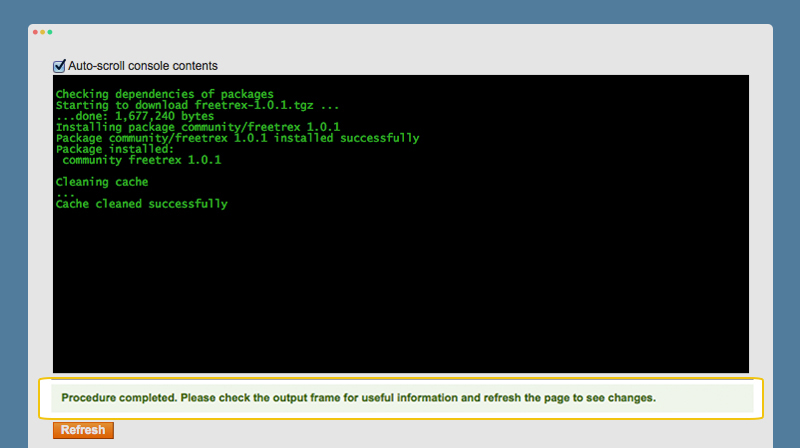 Auto-scroll console contents
Checking dependencies of packages
Starting to download freetrex-1.0.1.tgz ...
...done: 1,677,240 bytes
Installing package community/freetrex 1.0.1
Package community/freetrex 1.0.1 installed successfully
Package installed:
community freetrex 1.0.1
Cleaning cache
...
Cache cleaned successfully
Procedure completed. Please check the output frame for useful information and refresh the page to see changes.
Refresh